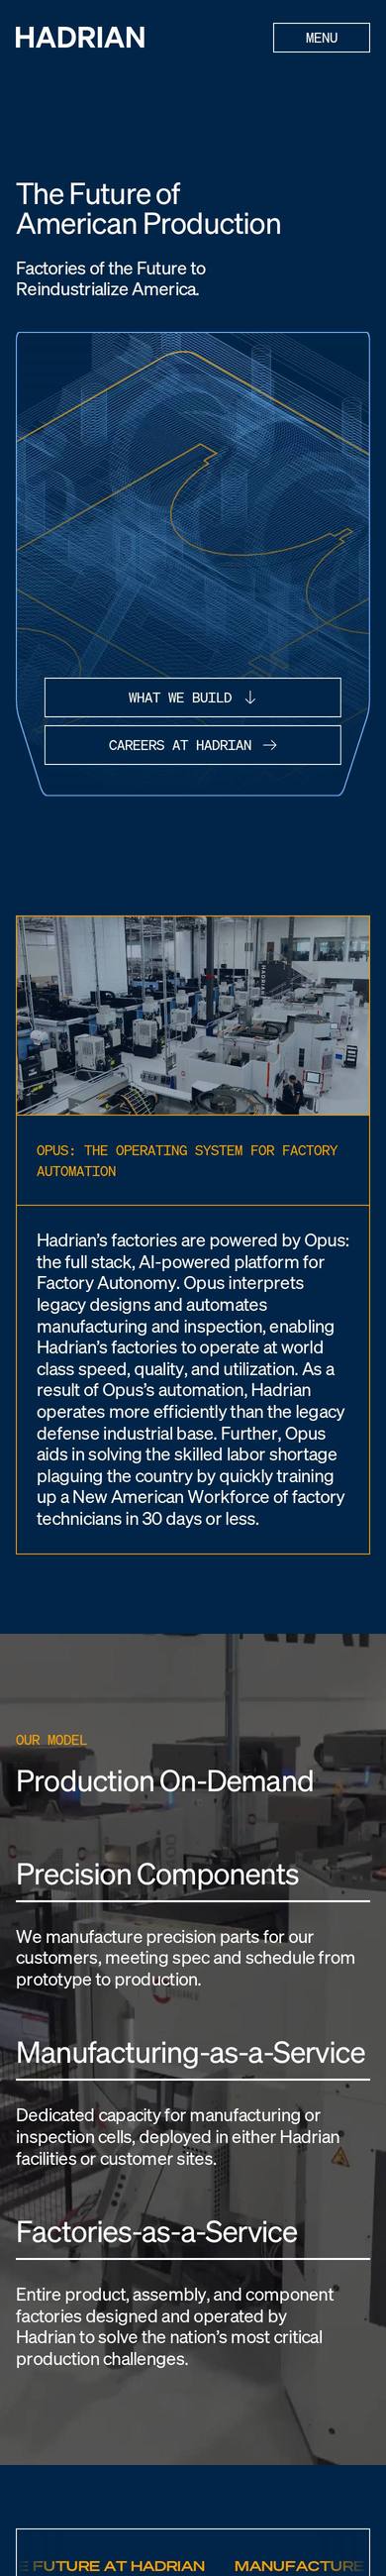 HADRIAN
MENU
The Future of
American Production
Factories of the Future to
Reindustrialize America.
WHAT WE BUILD ↓
CAREERS AT HADRIAN →
OPUS: THE OPERATING SYSTEM FOR FACTORY
AUTOMATION
Hadrian’s factories are powered by Opus:
the full stack, AI-powered platform for
Factory Autonomy. Opus interprets
legacy designs and automates
manufacturing and inspection, enabling
Hadrian’s factories to operate at world
class speed, quality, and utilization. As a
result of Opus’s automation, Hadrian
operates more efficiently than the legacy
defense industrial base. Further, Opus
aids in solving the skilled labor shortage
plaguing the country by quickly training
up a New American Workforce of factory
technicians in 30 days or less.
OUR MODEL
Production On-Demand
Precision Components
We manufacture precision parts for our
customers, meeting spec and schedule from
prototype to production.
Manufacturing-as-a-Service
Dedicated capacity for manufacturing or
inspection cells, deployed in either Hadrian
facilities or customer sites.
Factories-as-a-Service
Entire product, assembly, and component
factories designed and operated by
Hadrian to solve the nation’s most critical
production challenges.
FUTURE AT HADRIAN MANUFACTURE